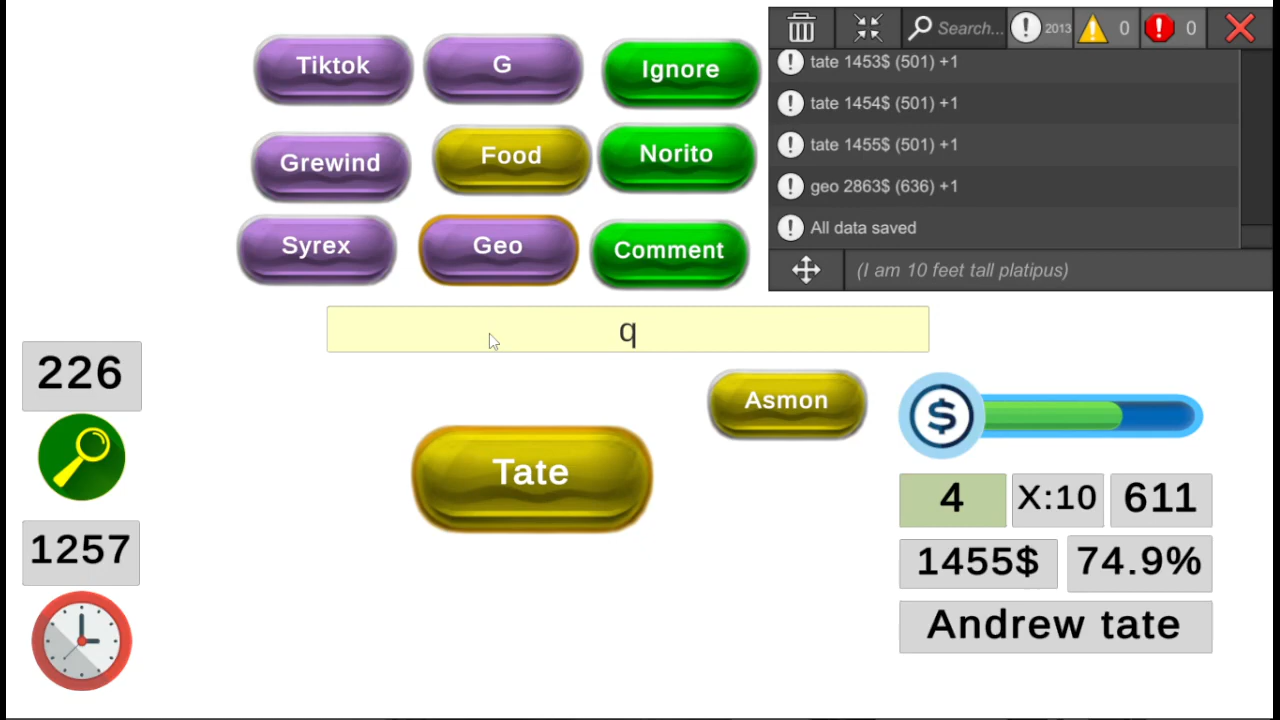 Tiktok
G
Ignore
Grewind
Food
Norito
Syrex
Geo
Comment
Search...
2013
0
0
tate 1453$ (501) +1
tate 1454$ (501) +1
tate 1455$ (501) +1
geo 2863$ (636) +1
All data saved
(I am 10 feet tall platipus)
q
226
1257
Asmon
Tate
$
4
X:10
611
1455$
74.9%
Andrew tate